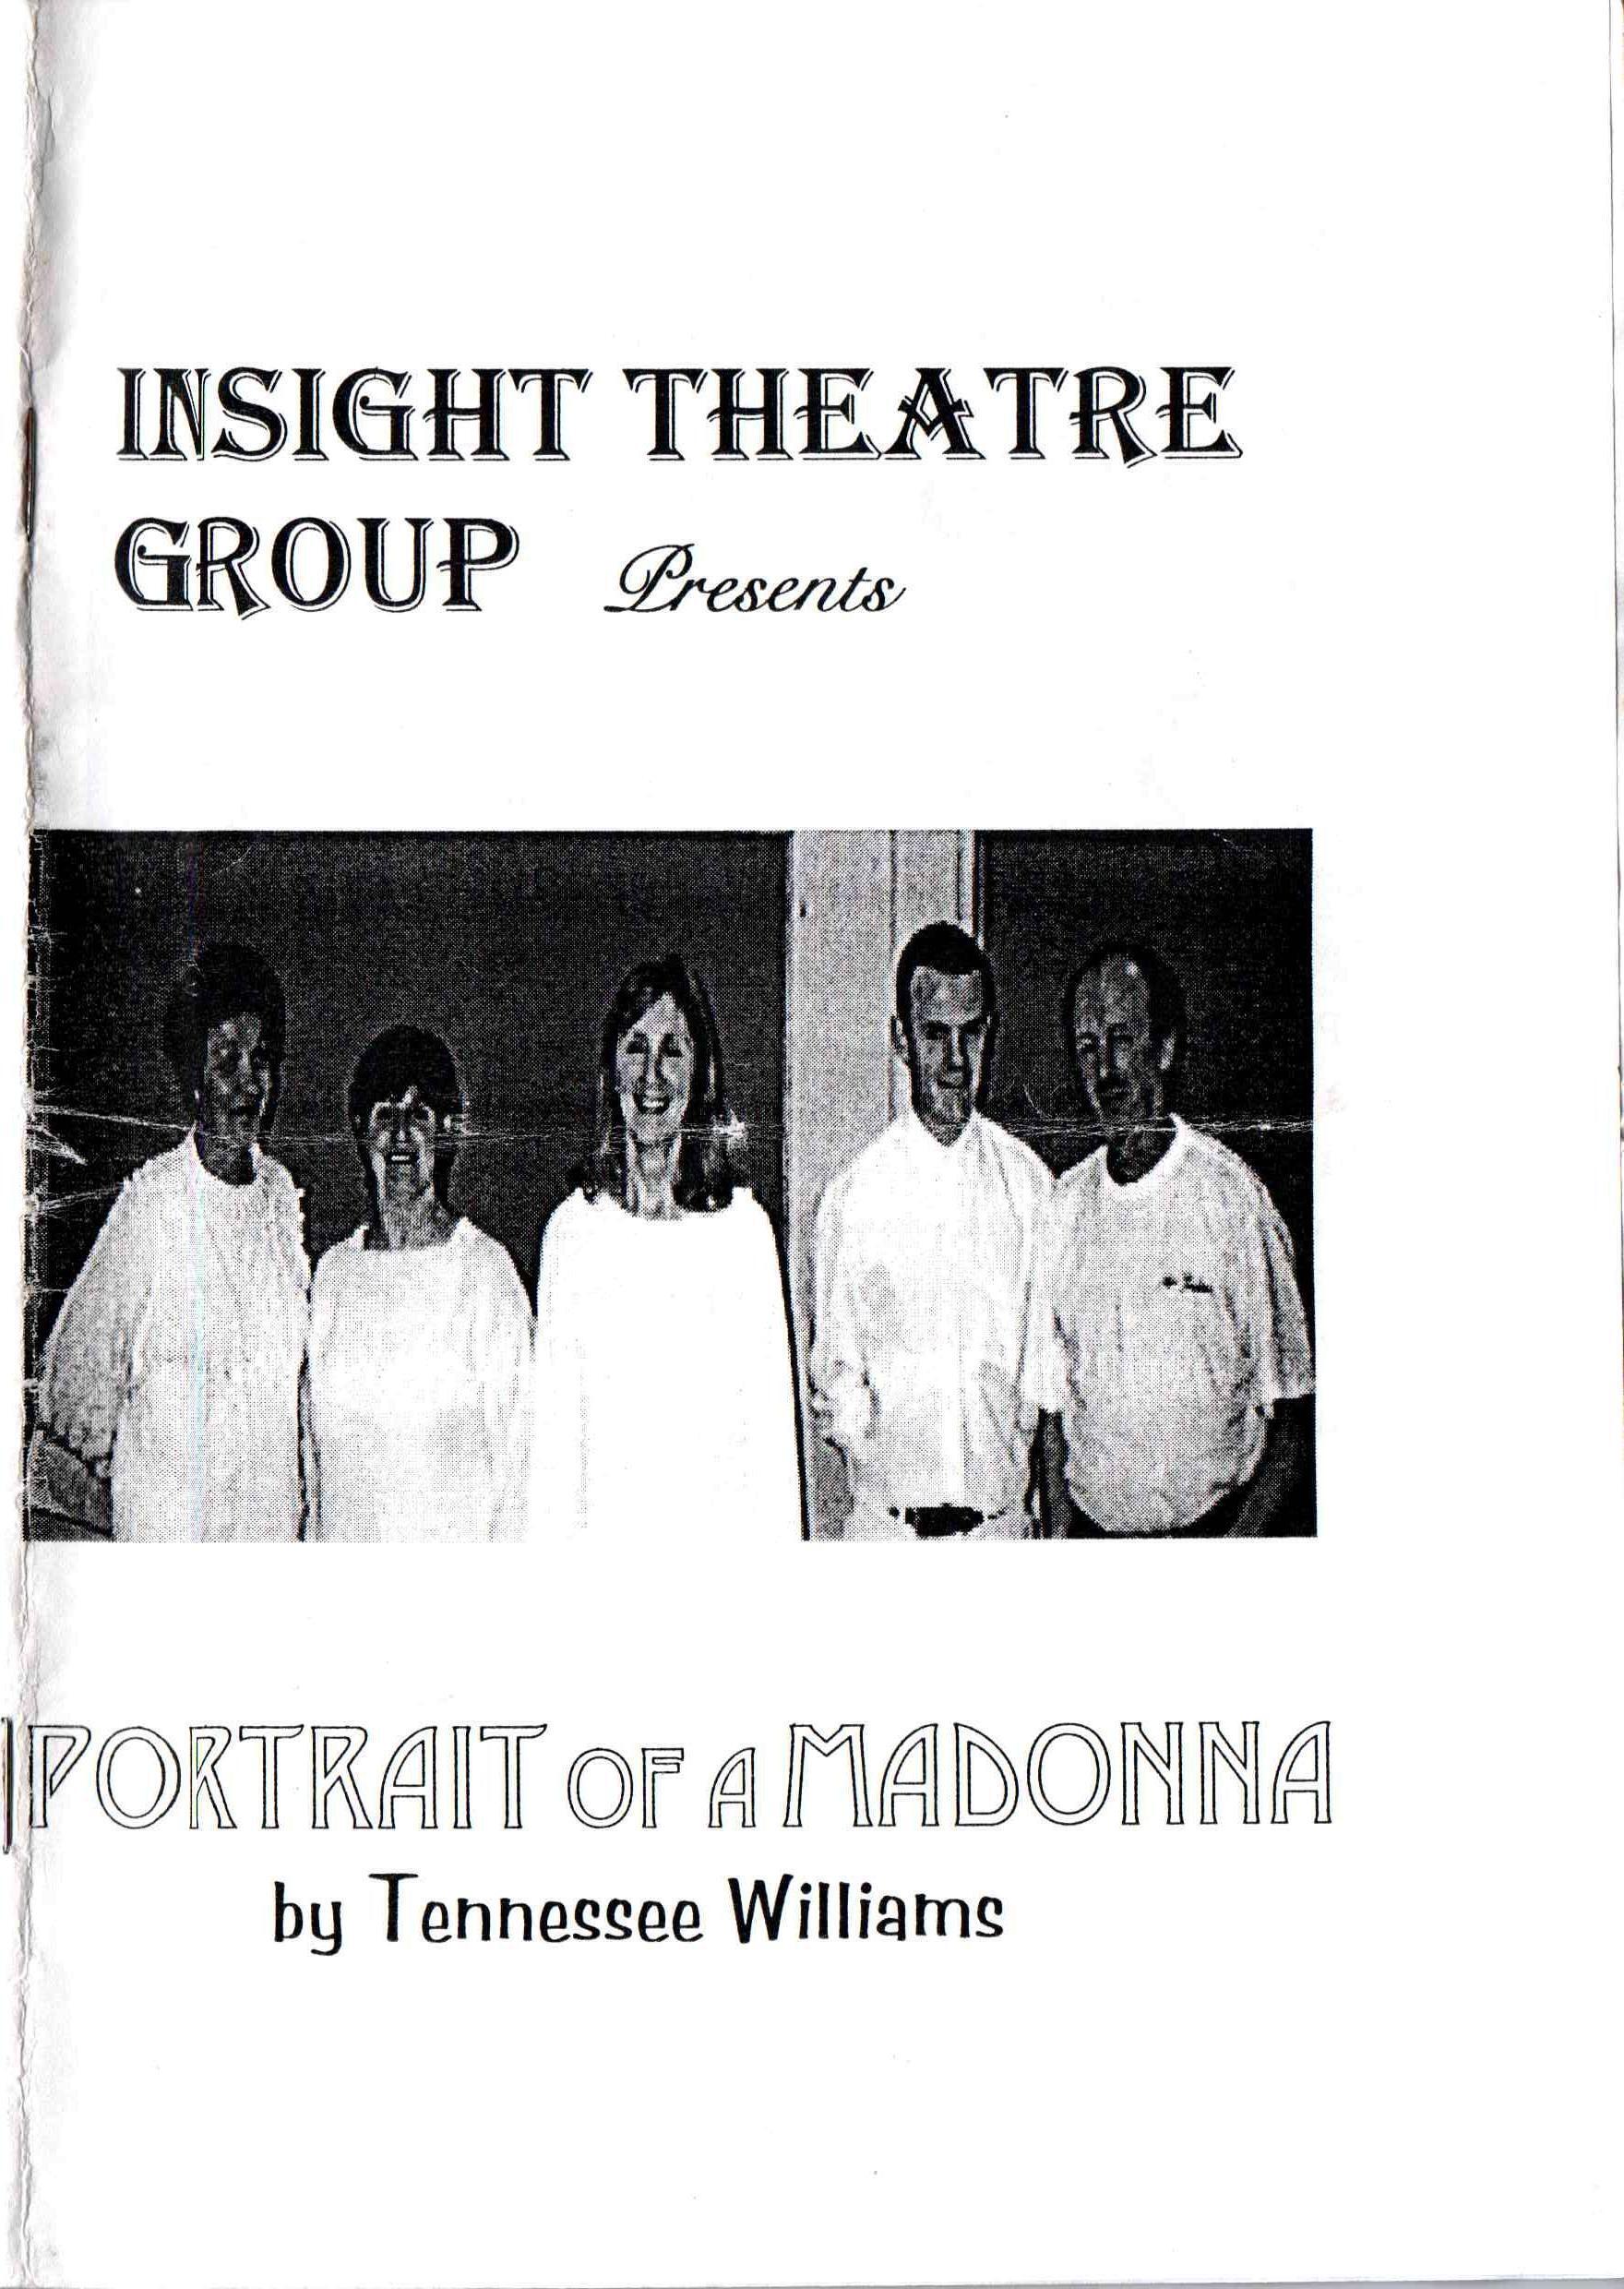 INSIGHT THEATRE
GROUP Presents
PORTRAIT OF A MADONNA
by Tennessee Williams